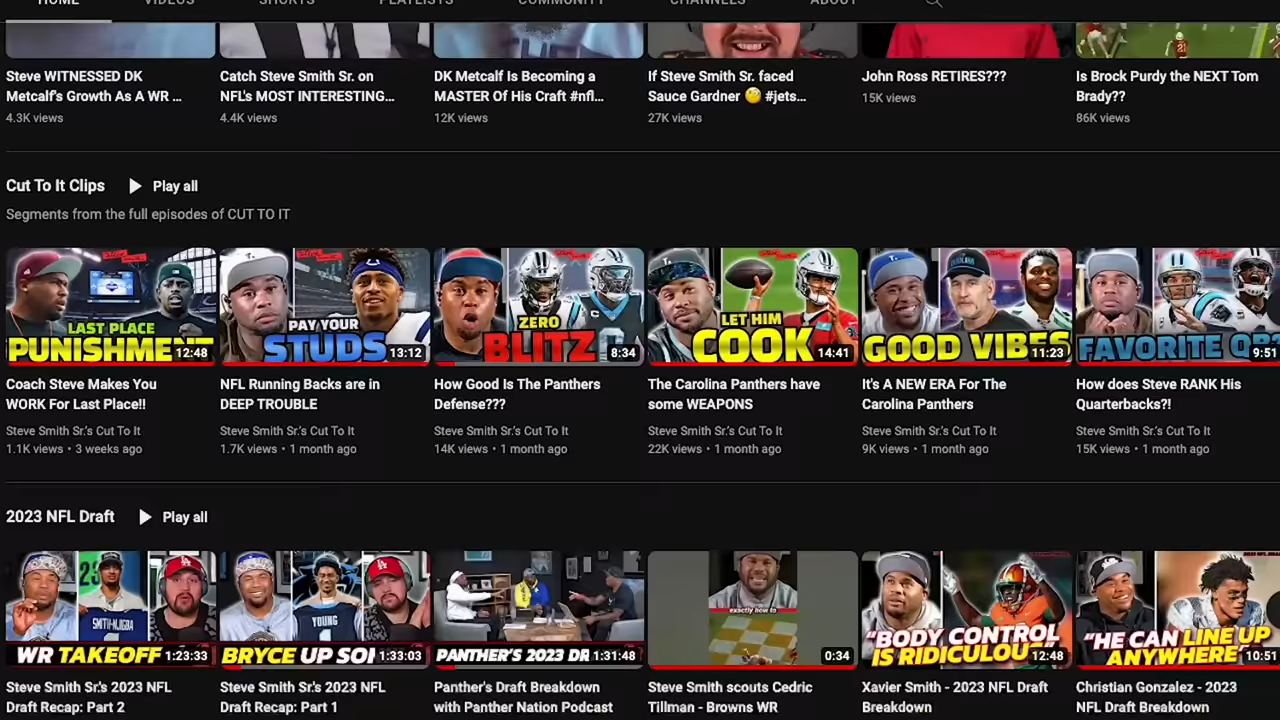 HOME VIDEOS SHORTS PLAYLISTS COMMUNITY CHANNELS ABOUT
Steve WITNESSED DK
Metcalf's Growth As A WR ...
4.3K views
Catch Steve Smith Sr. on
NFL's MOST INTERESTING...
4.4K views
DK Metcalf Is Becoming a
MASTER Of His Craft #nfl...
12K views
If Steve Smith Sr. faced
Sauce Gardner 🧐 #jets...
27K views
John Ross RETIRES???
15K views
Is Brock Purdy the NEXT Tom
Brady??
86K views
Cut To It Clips Play all
Segments from the full episodes of CUT TO IT
LAST PLACE
PUNISHMENT
12:48
Coach Steve Makes You
WORK For Last Place!!
Steve Smith Sr.'s Cut To It
1.1K views • 3 weeks ago
PAY YOUR
STUDS
13:12
NFL Running Backs are in
DEEP TROUBLE
Steve Smith Sr.'s Cut To It
1.7K views • 1 month ago
ZERO
BLITZ
8:34
How Good Is The Panthers
Defense???
Steve Smith Sr.'s Cut To It
14K views • 1 month ago
LET HIM
COOK
14:41
The Carolina Panthers have
some WEAPONS
Steve Smith Sr.'s Cut To It
22K views • 1 month ago
GOOD VIBES
11:23
It's A NEW ERA For The
Carolina Panthers
Steve Smith Sr.'s Cut To It
9K views • 1 month ago
FAVORITE QB
9:51
How does Steve RANK His
Quarterbacks?!
Steve Smith Sr.'s Cut To It
15K views • 1 month ago
2023 NFL Draft Play all
SMITH-NJIGBA
WR TAKEOFF
1:23:33
Steve Smith Sr.'s 2023 NFL
Draft Recap: Part 2
YOUNG
BRYCE UP SO
1:33:03
Steve Smith Sr.'s 2023 NFL
Draft Recap: Part 1
PANTHER'S 2023 DR
1:31:48
Panther's Draft Breakdown
with Panther Nation Podcast
exactly how to
0:34
Steve Smith scouts Cedric
Tillman - Browns WR
"BODY CONTROL
IS RIDICULOU
12:48
Xavier Smith - 2023 NFL Draft
Breakdown
"HE CAN LINE UP
ANYWHERE"
10:51
Christian Gonzalez - 2023
NFL Draft Breakdown